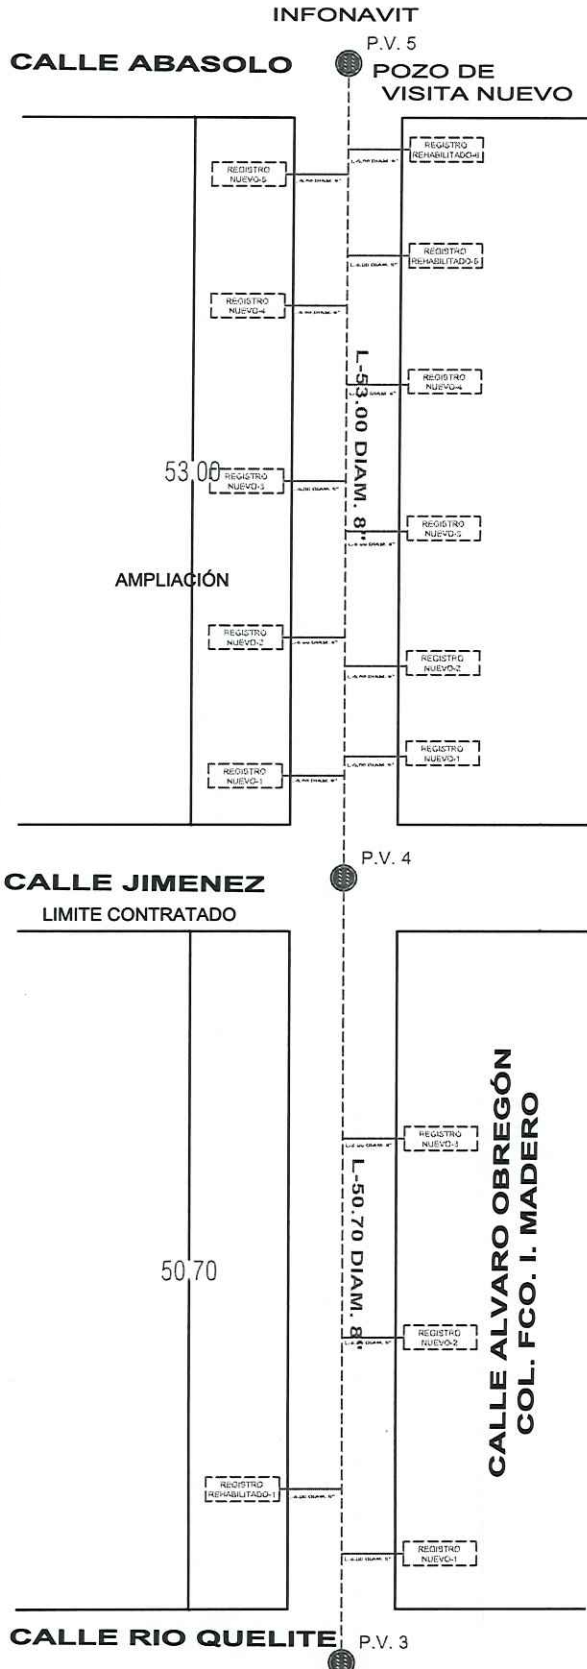 INFONAVIT
P.V. 5
CALLE ABASOLO
POZO DE
VISITA NUEVO
REGISTRO
REHABILITADO-6
REGISTRO
NUEVO-5
REGISTRO
REHABILITADO-5
REGISTRO
NUEVO-4
L-53.00 DIAM. 8"
REGISTRO
NUEVO-4
53.00
REGISTRO
NUEVO-3
REGISTRO
NUEVO-3
AMPLIACIÓN
REGISTRO
NUEVO-2
REGISTRO
NUEVO-2
REGISTRO
NUEVO-1
REGISTRO
NUEVO-1
P.V. 4
CALLE JIMENEZ
LIMITE CONTRATADO
CALLE ALVARO OBREGÓN
COL. FCO. I. MADERO
REGISTRO
NUEVO-3
L-50.70 DIAM. 8"
50.70
REGISTRO
NUEVO-2
REGISTRO
REHABILITADO-1
REGISTRO
NUEVO-1
CALLE RIO QUELITE
P.V. 3